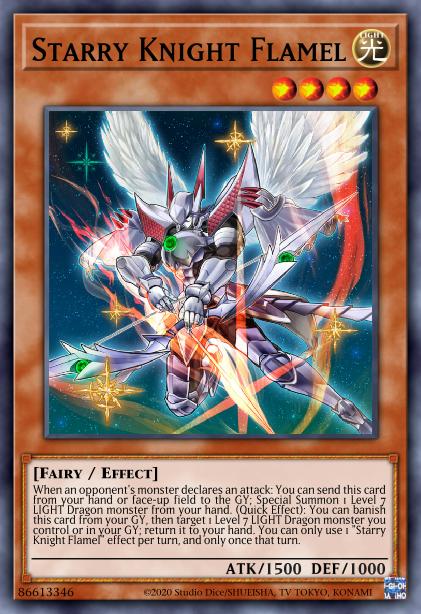 STARRY KNIGHT FLAMEL
LIGHT
光
[FAIRY / EFFECT]
When an opponent's monster declares an attack: You can send this card
from your hand or face-up field to the GY; Special Summon 1 Level 7
LIGHT Dragon monster from your hand. (Quick Effect): You can banish
this card from your GY, then target 1 Level 7 LIGHT Dragon monster you
control or in your GY; return it to your hand. You can only use 1 "Starry
Knight Flamel" effect per turn, and only once that turn.
ATK/1500 DEF/1000
86613346 ©2020 Studio Dice/SHUEISHA, TV TOKYO, KONAMI